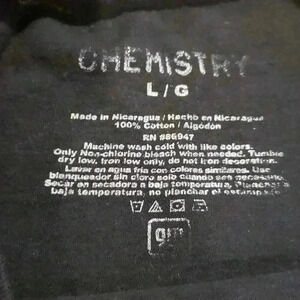 CHEMISTRY
L / G
Made in Nicaragua / Hecho en Nicaragua
100% Cotton / Algodón
RN #86947
Machine wash cold with like colors.
Only Non-chlorine bleach when needed. Tumble
dry low. Iron low only, do not iron decoration.
Lavar en agua fria con colores similares. Use
blanqueador sin cloro solo cuando sea necesario.
Secar en secadora a baja temperatura. Planchar a
baja temperatura, no planchar el estampado.